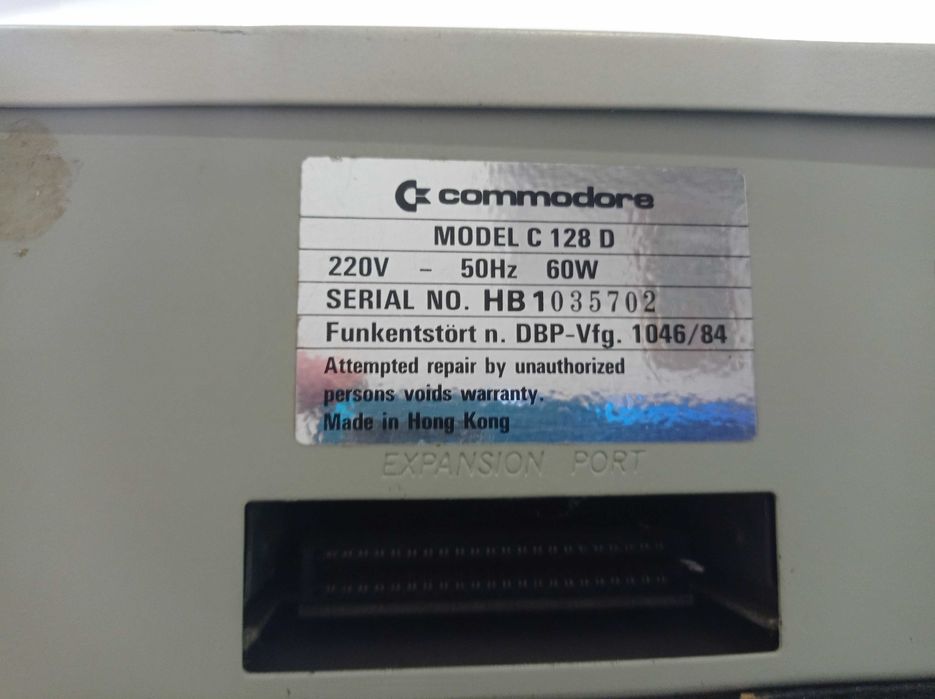 commodore
MODEL C 128 D
220V – 50Hz 60W
SERIAL NO. HB1035702
Funkentstört n. DBP-Vfg. 1046/84
Attempted repair by unauthorized
persons voids warranty.
Made in Hong Kong
EXPANSION PORT